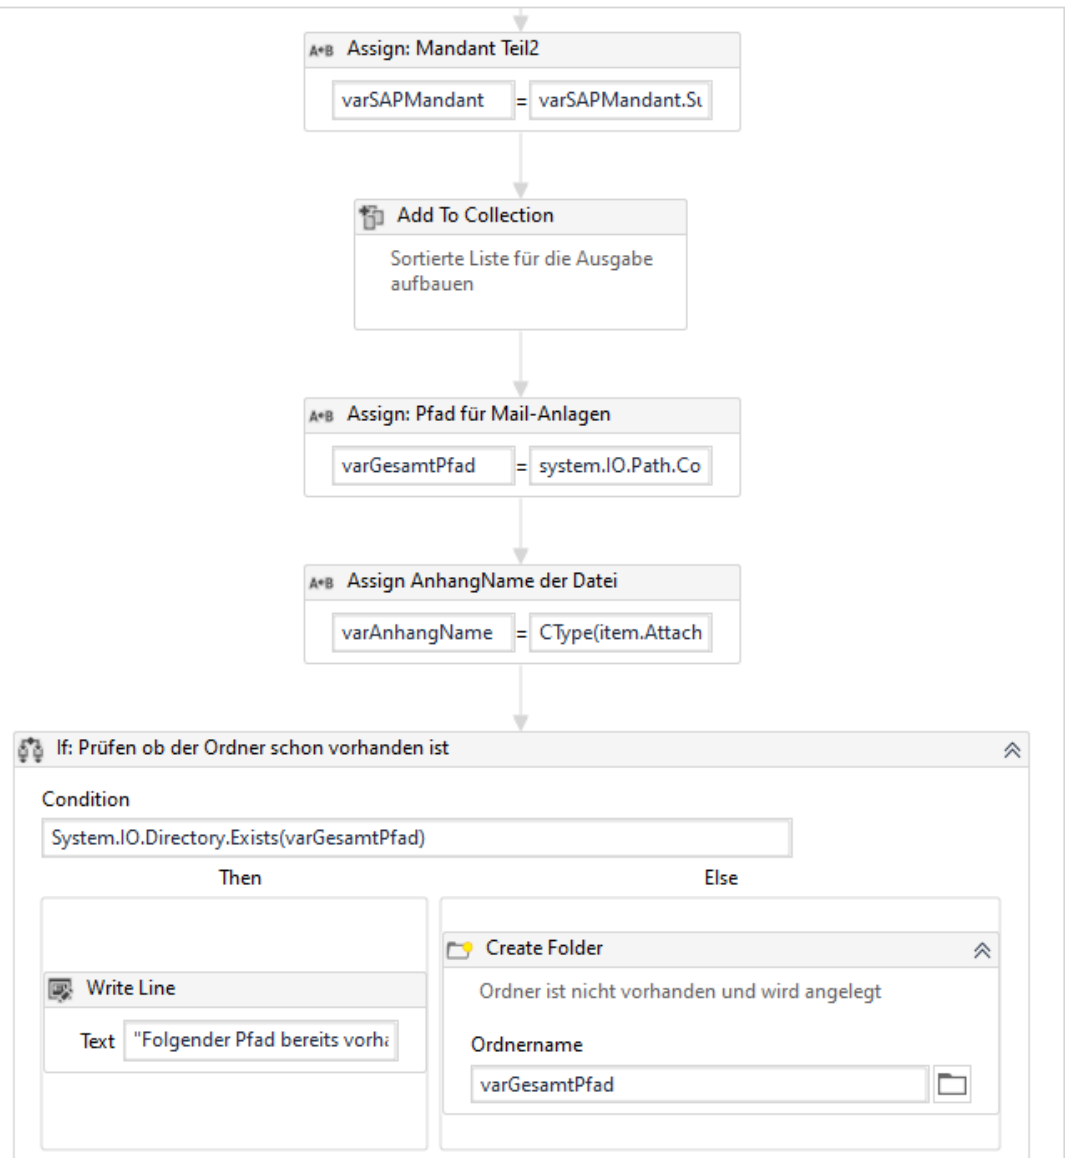 Assign: Mandant Teil2
varSAPMandant = varSAPMandant.Su
Add To Collection
Sortierte Liste für die Ausgabe
aufbauen
Assign: Pfad für Mail-Anlagen
varGesamtPfad = system.IO.Path.Co
Assign AnhangName der Datei
varAnhangName = CType(item.Attach
If: Prüfen ob der Ordner schon vorhanden ist
Condition
System.IO.Directory.Exists(varGesamtPfad)
Then
Else
Write Line
Text "Folgender Pfad bereits vorha
Create Folder
Ordner ist nicht vorhanden und wird angelegt
Ordnername
varGesamtPfad